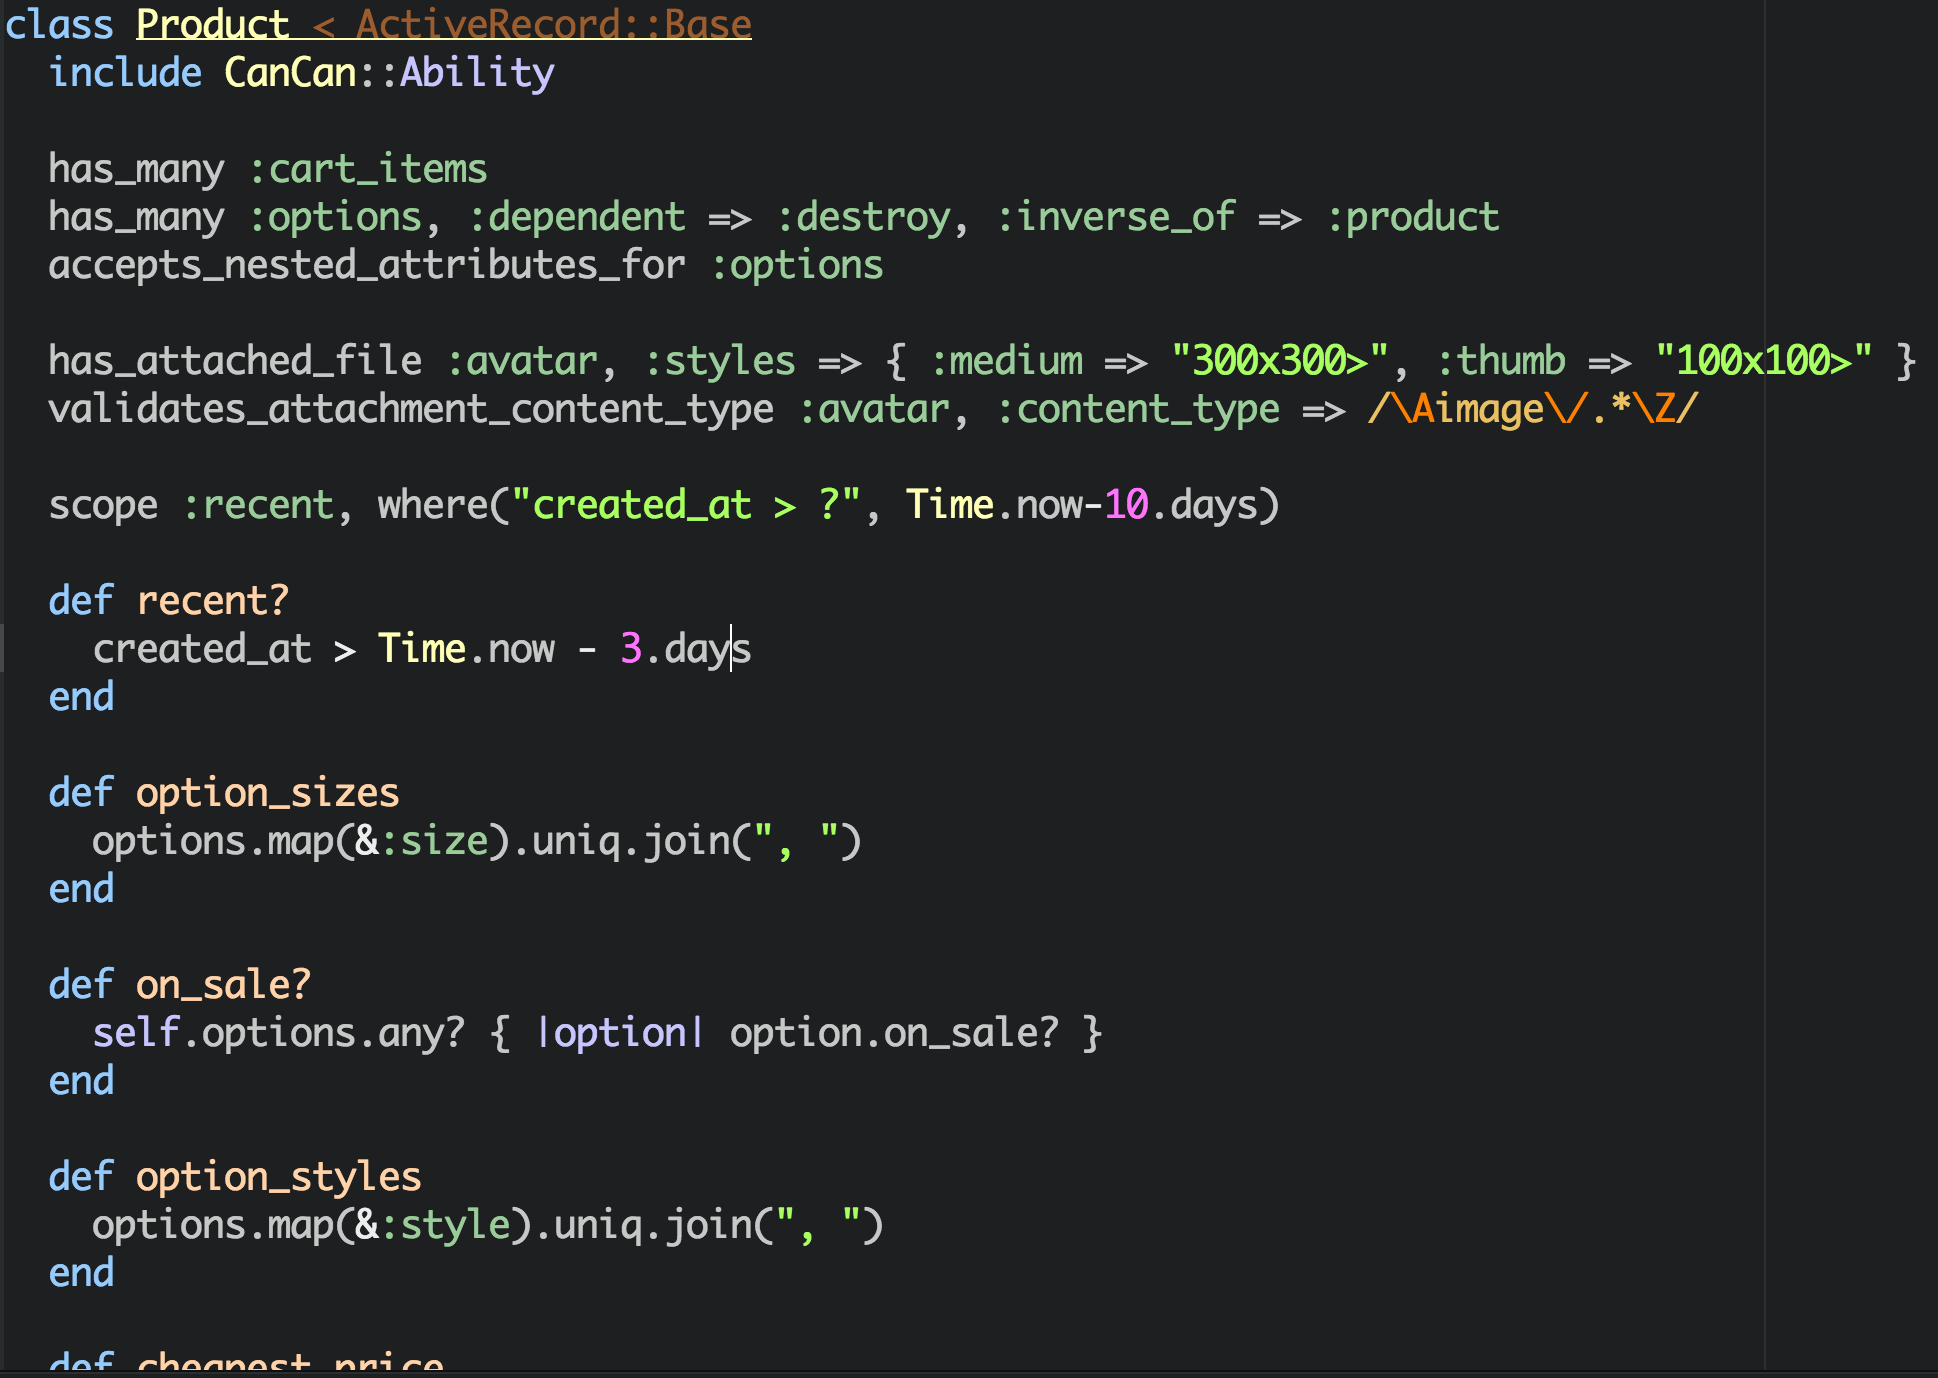 class Product < ActiveRecord::Base
  include CanCan::Ability

  has_many :cart_items
  has_many :options, :dependent => :destroy, :inverse_of => :product
  accepts_nested_attributes_for :options

  has_attached_file :avatar, :styles => { :medium => "300x300>", :thumb => "100x100>" }
  validates_attachment_content_type :avatar, :content_type => /\Aimage\/.*\Z/

  scope :recent, where("created_at > ?", Time.now-10.days)

  def recent?
    created_at > Time.now - 3.days
  end

  def option_sizes
    options.map(&:size).uniq.join(", ")
  end

  def on_sale?
    self.options.any? { |option| option.on_sale? }
  end

  def option_styles
    options.map(&:style).uniq.join(", ")
  end

  def cheapest_price